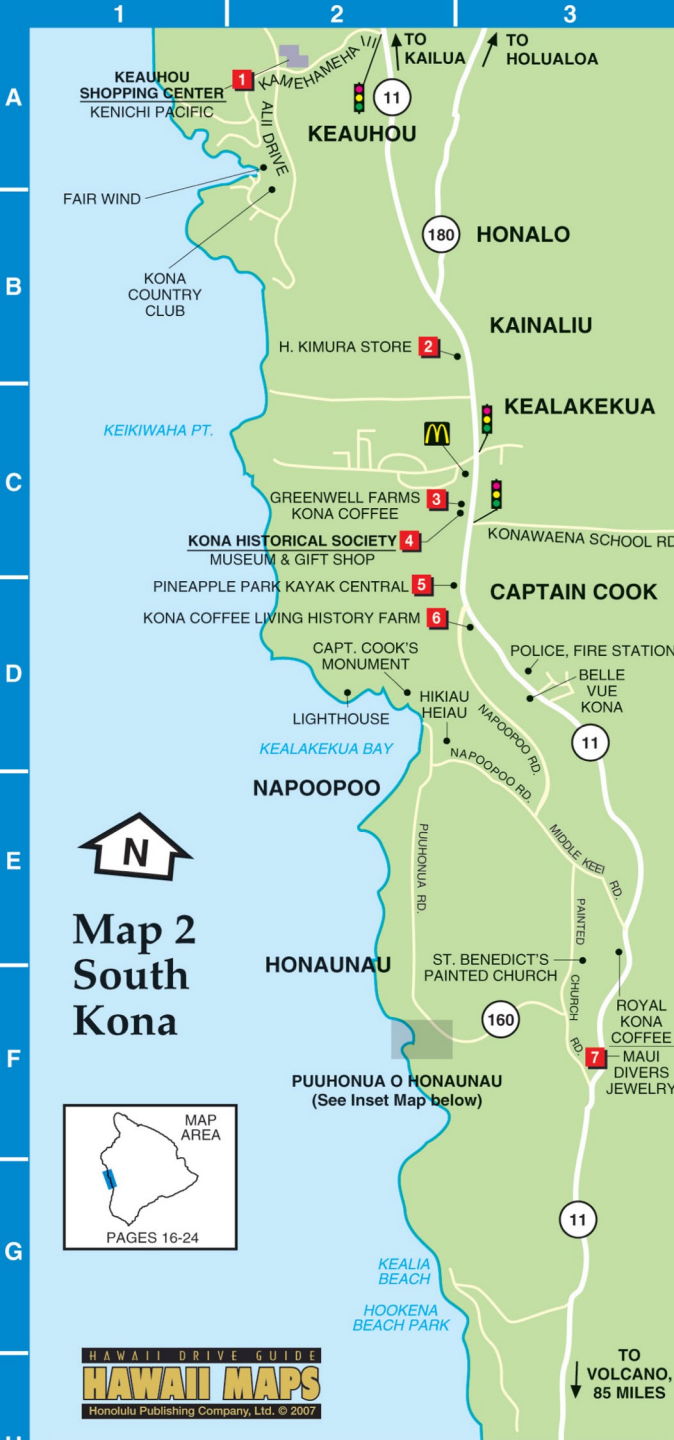 1
2
3
A
B
C
D
E
F
G
TO
KAILUA
TO
HOLUALOA
KEAUHOU
SHOPPING CENTER
KENICHI PACIFIC
1
KAMEHAMEHA III
ALII DRIVE
11
KEAUHOU
FAIR WIND
KONA
COUNTRY
CLUB
180
HONALO
KAINALIU
H. KIMURA STORE
2
KEALAKEKUA
KEIKIWAHA PT.
GREENWELL FARMS
KONA COFFEE
3
KONA HISTORICAL SOCIETY
MUSEUM & GIFT SHOP
4
KONAWAENA SCHOOL RD
PINEAPPLE PARK KAYAK CENTRAL
5
CAPTAIN COOK
KONA COFFEE LIVING HISTORY FARM
6
CAPT. COOK'S
MONUMENT
POLICE, FIRE STATION
BELLE
VUE
KONA
LIGHTHOUSE
HIKIAU
HEIAU
NAPOOPOO RD.
11
KEALAKEKUA BAY
NAPOOPOO RD.
NAPOOPOO
N
PUUHONUA RD.
MIDDLE KEEI RD.
PAINTED CHURCH RD.
Map 2
South
Kona
HONAUNAU
ST. BENEDICT'S
PAINTED CHURCH
160
ROYAL
KONA
COFFEE
7
MAUI
DIVERS
JEWELRY
PUUHONUA O HONAUNAU
(See Inset Map below)
MAP
AREA
PAGES 16-24
11
KEALIA
BEACH
HOOKENA
BEACH PARK
HAWAII DRIVE GUIDE
HAWAII MAPS
Honolulu Publishing Company, Ltd. © 2007
TO
VOLCANO,
85 MILES